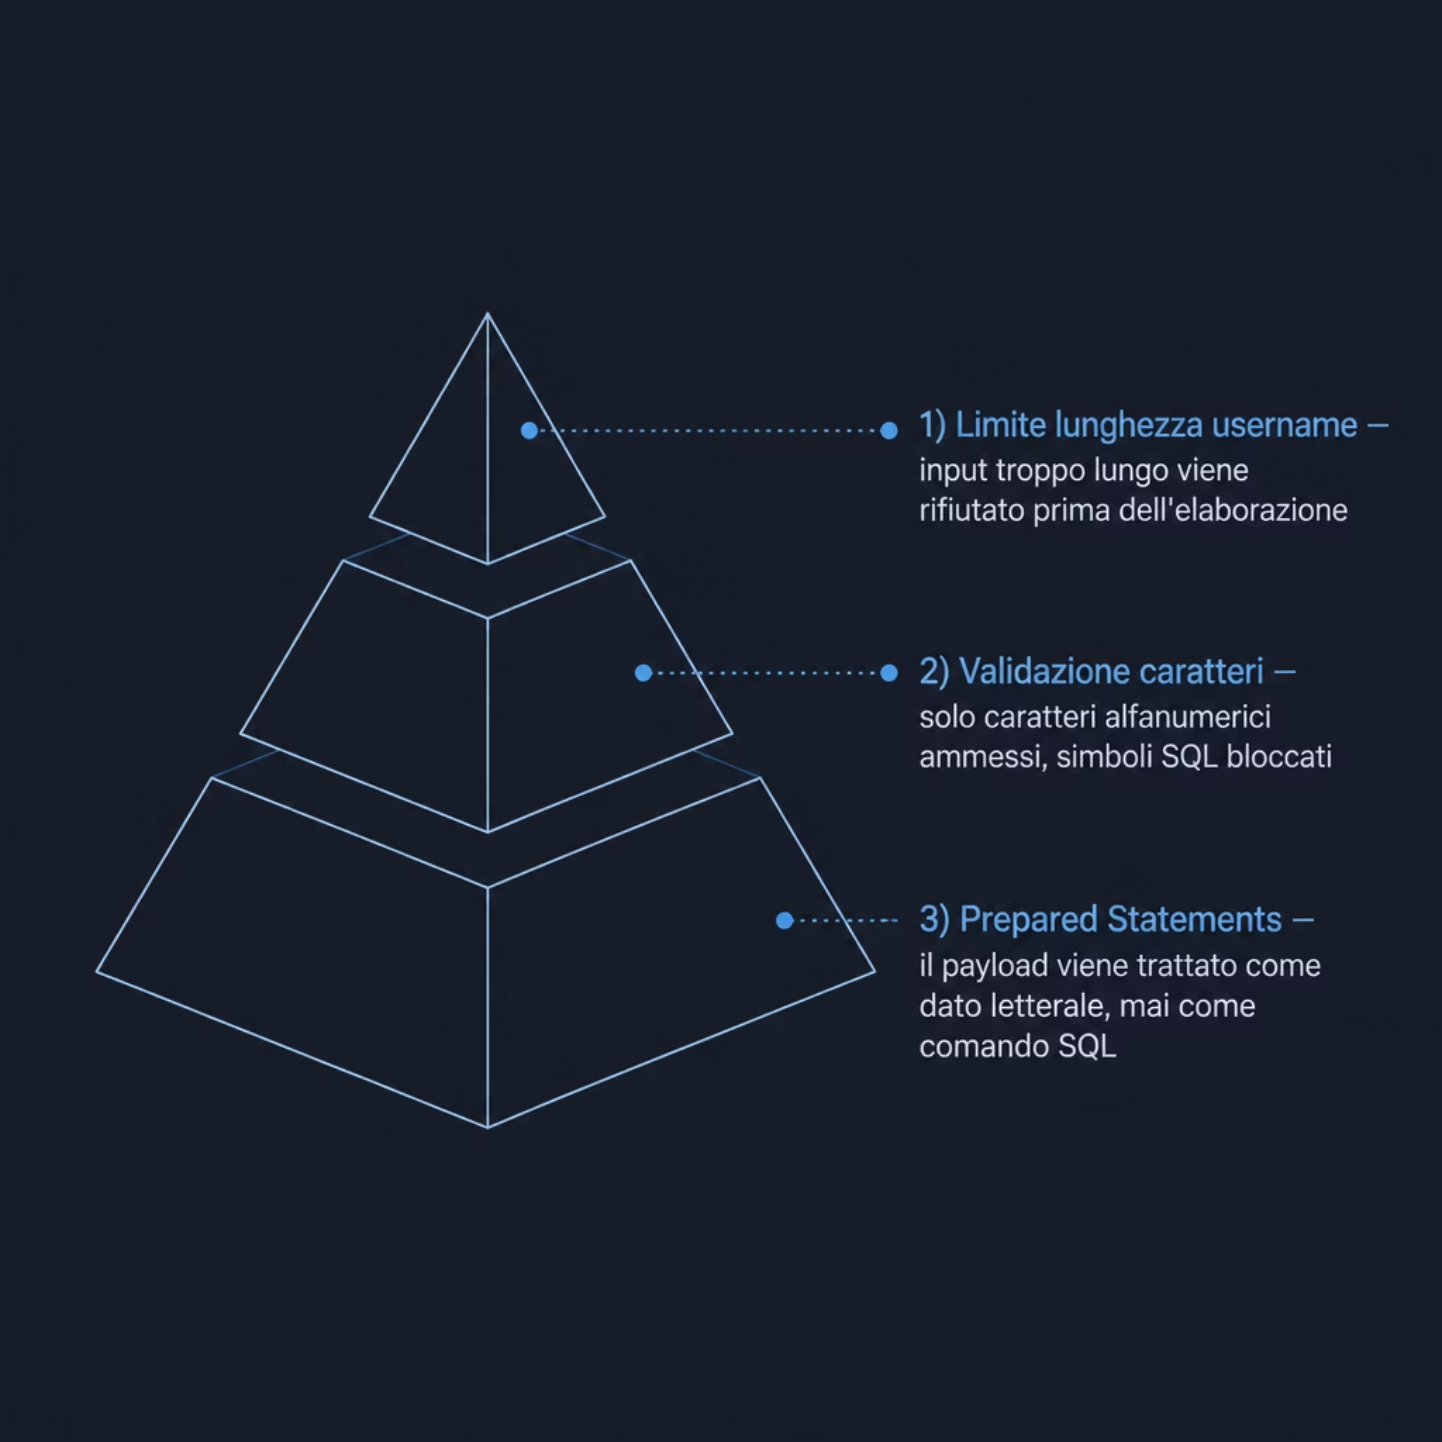 1) Limite lunghezza username –
input troppo lungo viene
rifiutato prima dell'elaborazione
2) Validazione caratteri –
solo caratteri alfanumerici
ammessi, simboli SQL bloccati
3) Prepared Statements –
il payload viene trattato come
dato letterale, mai come
comando SQL